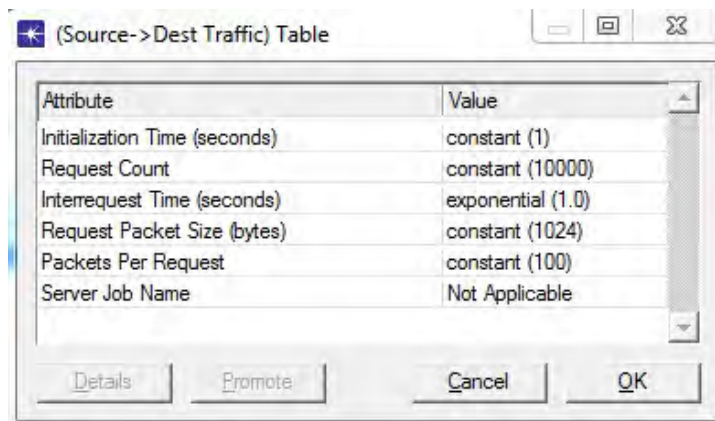 (Source->Dest Traffic) Table
Attribute Value
Initialization Time (seconds) constant (1)
Request Count constant (10000)
Interrequest Time (seconds) exponential (1.0)
Request Packet Size (bytes) constant (1024)
Packets Per Request constant (100)
Server Job Name Not Applicable
Details Promote Cancel OK